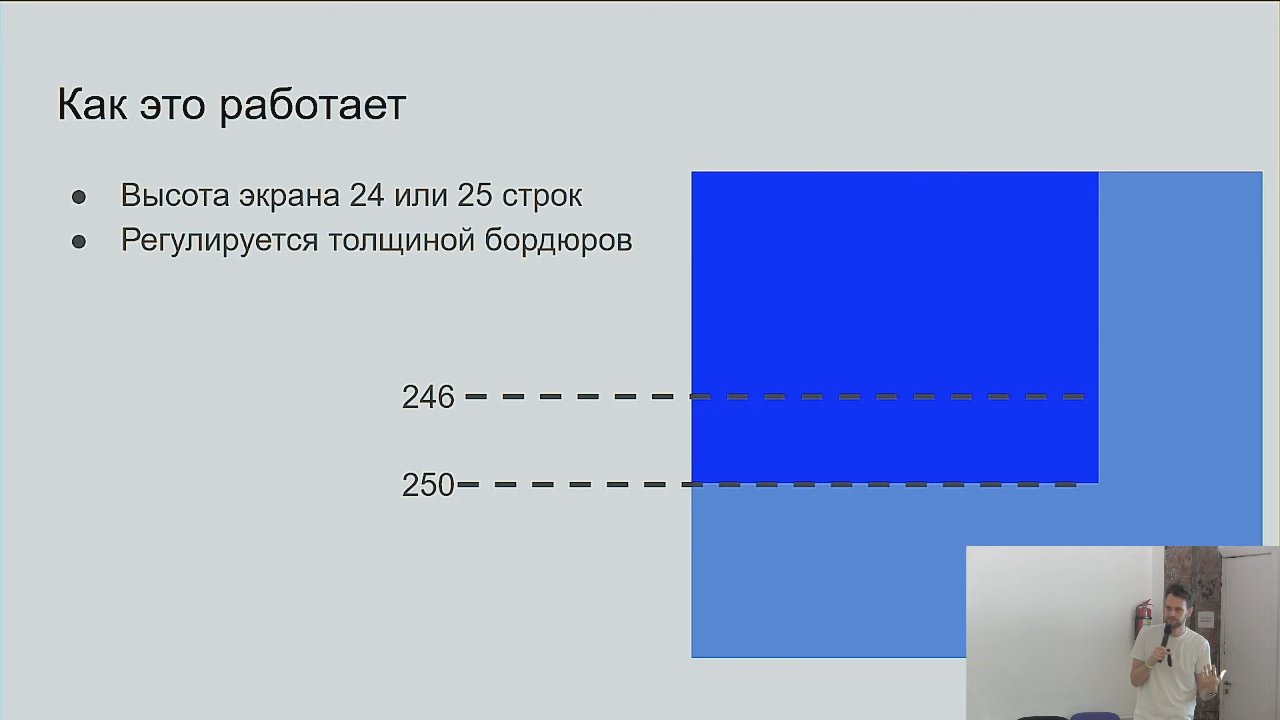 Как это работает
● Высота экрана 24 или 25 строк
● Регулируется толщиной бордюров
246
250